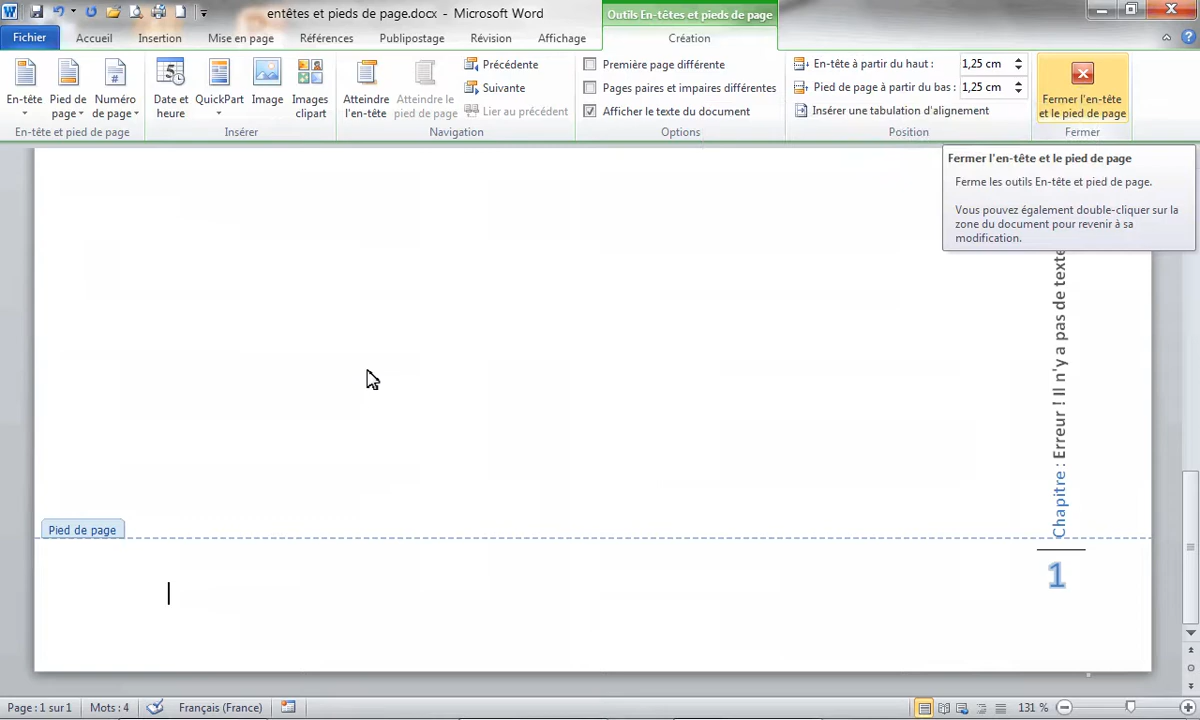 entêtes et pieds de page.docx - Microsoft Word
Outils En-têtes et pieds de page
Fichier
Accueil
Insertion
Mise en page
Références
Publipostage
Révision
Affichage
Création
En-tête
Pied de page
Numéro de page
En-tête et pied de page
Date et heure
QuickPart
Image
Images clipart
Insérer
Atteindre l'en-tête
Atteindre le pied de page
Précédente
Suivante
Lier au précédent
Navigation
Première page différente
Pages paires et impaires différentes
Afficher le texte du document
Options
En-tête à partir du haut : 1,25 cm
Pied de page à partir du bas : 1,25 cm
Insérer une tabulation d'alignement
Position
Fermer l'en-tête et le pied de page
Fermer
Fermer l'en-tête et le pied de page
Ferme les outils En-tête et pied de page.
Vous pouvez également double-cliquer sur la
zone du document pour revenir à sa
modification.
Chapitre : Erreur ! Il n'y a pas de texte
Pied de page
1
Page : 1 sur 1
Mots : 4
Français (France)
131 %